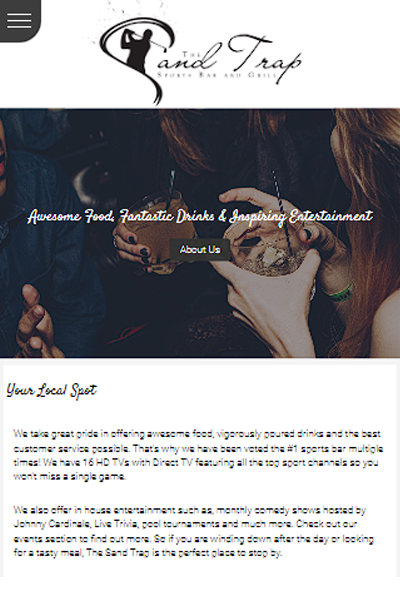 The
Sand Trap
Sports Bar and Grill
Awesome Food, Fantastic Drinks & Inspiring Entertainment
About Us
Your Local Spot
We take great pride in offering awesome food, vigorously poured drinks and the best
customer service possible. That's why we have been voted the #1 sports bar multiple
times! We have 16 HD TVs with Direct TV featuring all the top sport channels so you
won't miss a single game.
We also offer in house entertainment such as, monthly comedy shows hosted by
Johnny Cardinale, Live Trivia, pool tournaments and much more. Check out our
events section to find out more. So if you are winding down after the day or looking
for a tasty meal, The Sand Trap is the perfect place to stop by.